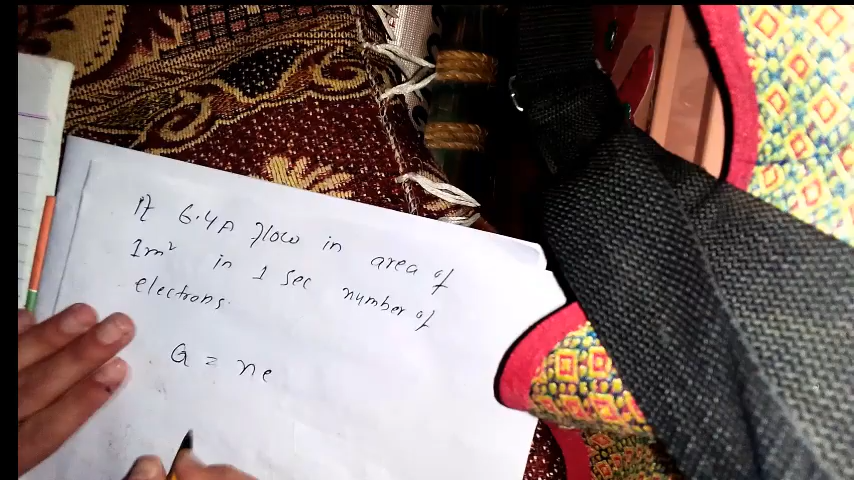 If 6.4A flow in area of
1m² in 1 sec number of
electrons.
Q = ne